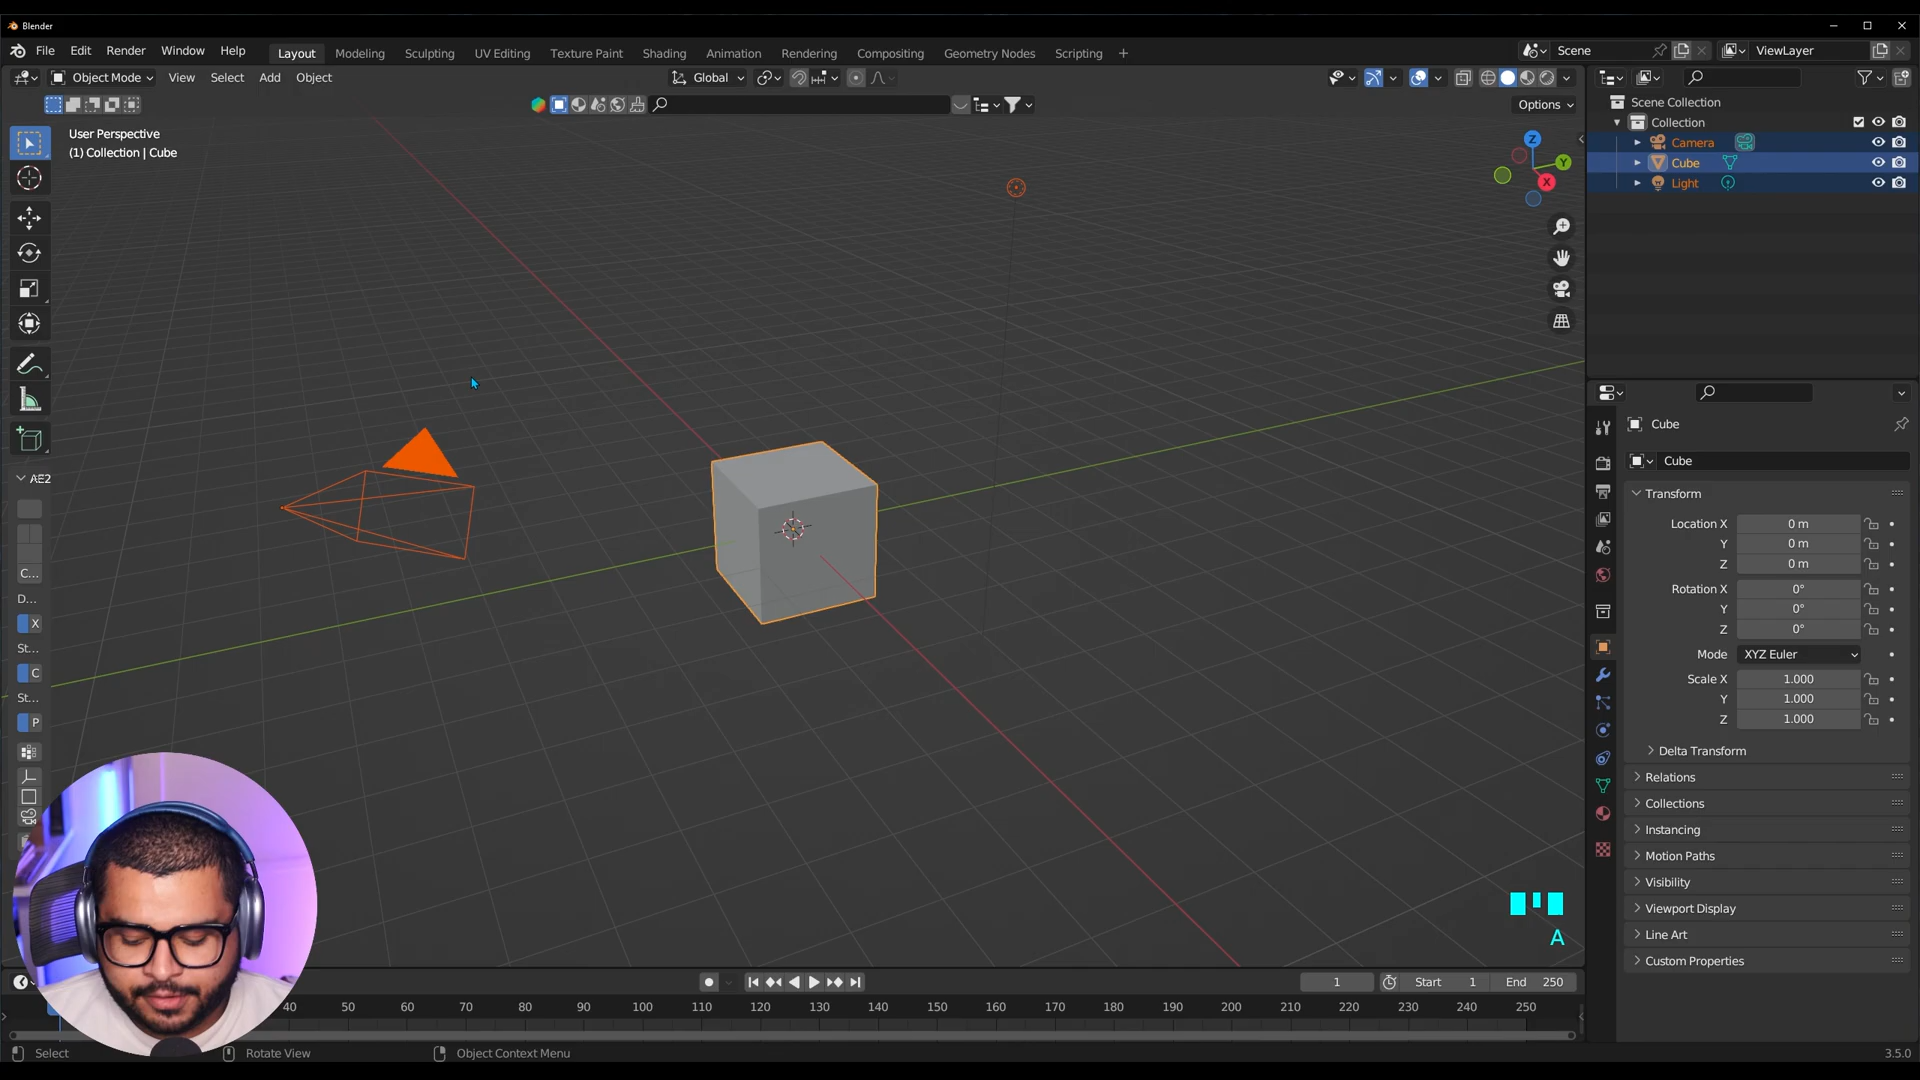 Blender
File Edit Render Window Help
Layout Modeling Sculpting UV Editing Texture Paint Shading Animation Rendering Compositing Geometry Nodes Scripting +
Scene
ViewLayer
Object Mode View Select Add Object
Global
Options
User Perspective
(1) Collection | Cube
Z
Y
X
Scene Collection
Collection
Camera
Cube
Light
AE2
C...
D...
X
St...
C
St...
P
Cube
Cube
Transform
Location X 0 m
Y 0 m
Z 0 m
Rotation X 0°
Y 0°
Z 0°
Mode XYZ Euler
Scale X 1.000
Y 1.000
Z 1.000
Delta Transform
Relations
Collections
Instancing
Motion Paths
Visibility
Viewport Display
Line Art
Custom Properties
A
1 Start 1 End 250
40 50 60 70 80 90 100 110 120 130 140 150 160 170 180 190 200 210 220 230 240 250
Select Rotate View Object Context Menu 3.5.0